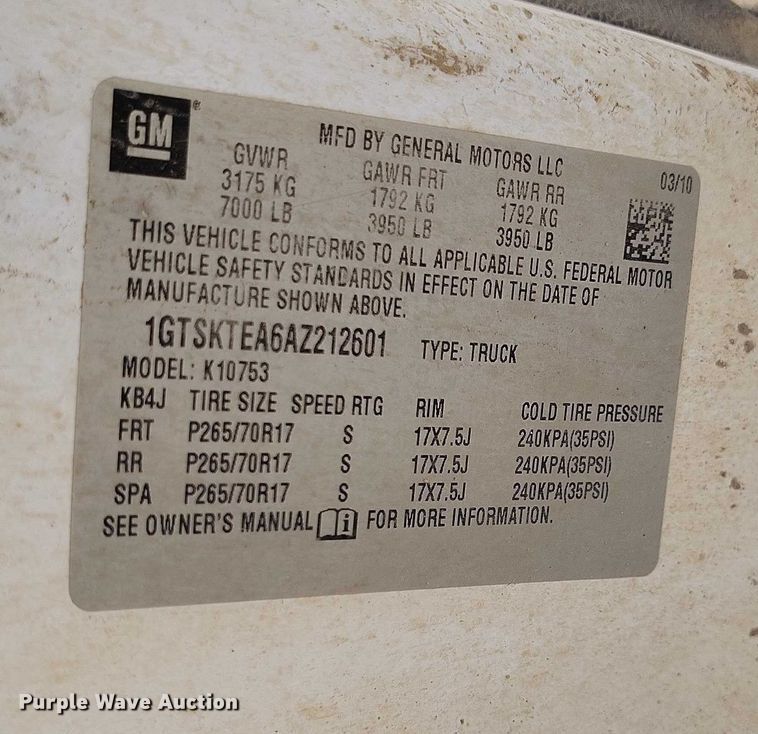 GM®
MFD BY GENERAL MOTORS LLC 03/10
GVWR GAWR FRT GAWR RR
3175 KG 1792 KG 1792 KG
7000 LB 3950 LB 3950 LB
THIS VEHICLE CONFORMS TO ALL APPLICABLE U.S. FEDERAL MOTOR
VEHICLE SAFETY STANDARDS IN EFFECT ON THE DATE OF
MANUFACTURE SHOWN ABOVE.
1GTSKTEA6AZ212601 TYPE: TRUCK
MODEL: K10753
KB4J TIRE SIZE SPEED RTG RIM COLD TIRE PRESSURE
FRT P265/70R17 S 17X7.5J 240KPA(35PSI)
RR P265/70R17 S 17X7.5J 240KPA(35PSI)
SPA P265/70R17 S 17X7.5J 240KPA(35PSI)
SEE OWNER'S MANUAL i FOR MORE INFORMATION.
Purple Wave Auction